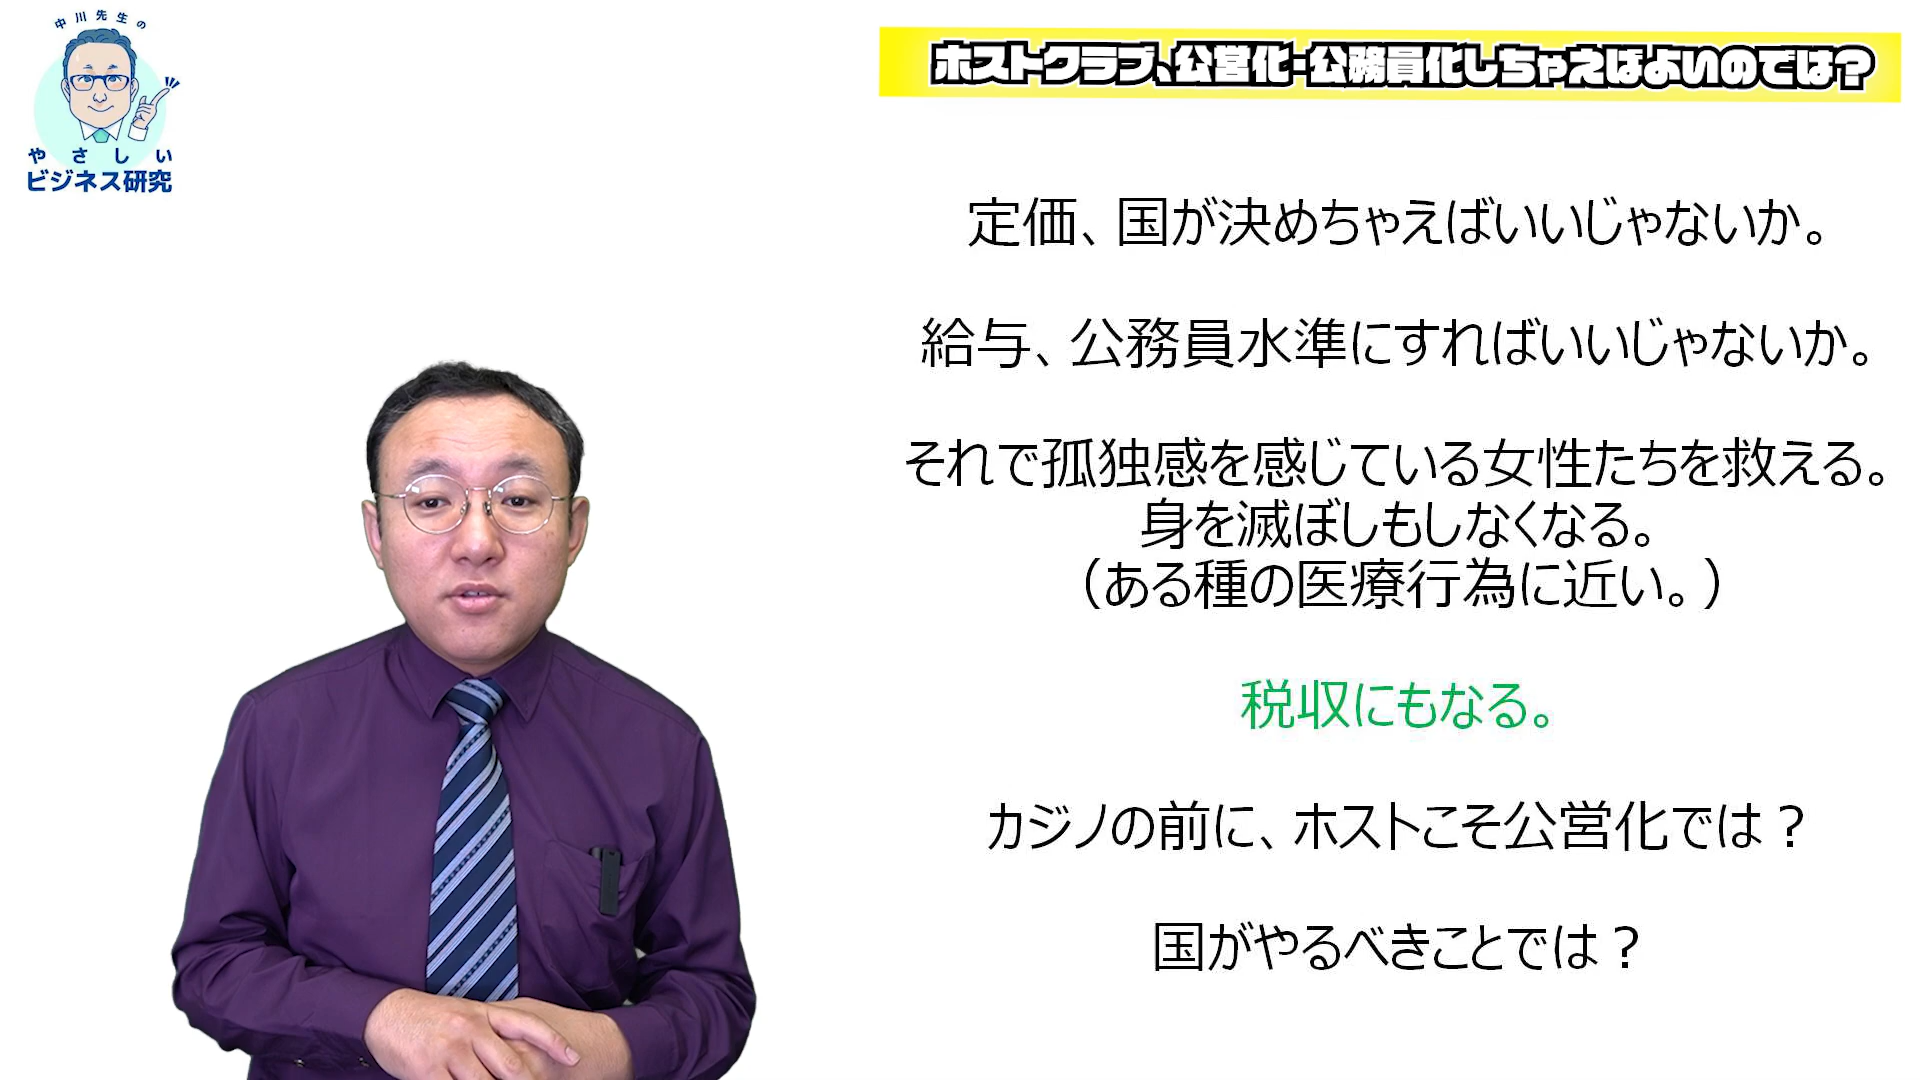 中川先生の
やさしい
ビジネス研究
ホストクラブ、公営化・公務員化しちゃえばよいのでは？
定価、国が決めちゃえばいいじゃないか。
給与、公務員水準にすればいいじゃないか。
それで孤独感を感じている女性たちを救える。
身を滅ぼしもしなくなる。
（ある種の医療行為に近い。）
税収にもなる。
カジノの前に、ホストこそ公営化では？
国がやるべきことでは？